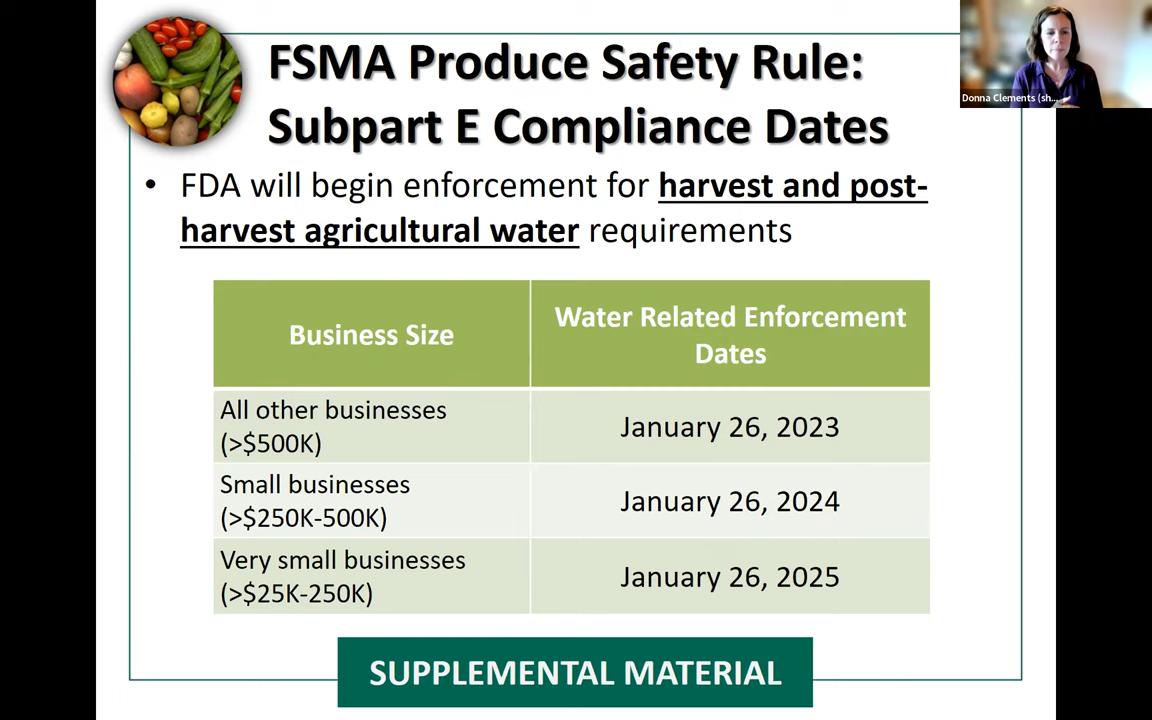 FSMA Produce Safety Rule:
Subpart E Compliance Dates
• FDA will begin enforcement for harvest and post-
harvest agricultural water requirements
Business Size
Water Related Enforcement
Dates
All other businesses
(>$500K)
January 26, 2023
Small businesses
(>$250K-500K)
January 26, 2024
Very small businesses
(>$25K-250K)
January 26, 2025
SUPPLEMENTAL MATERIAL
Donna Clements (sh...